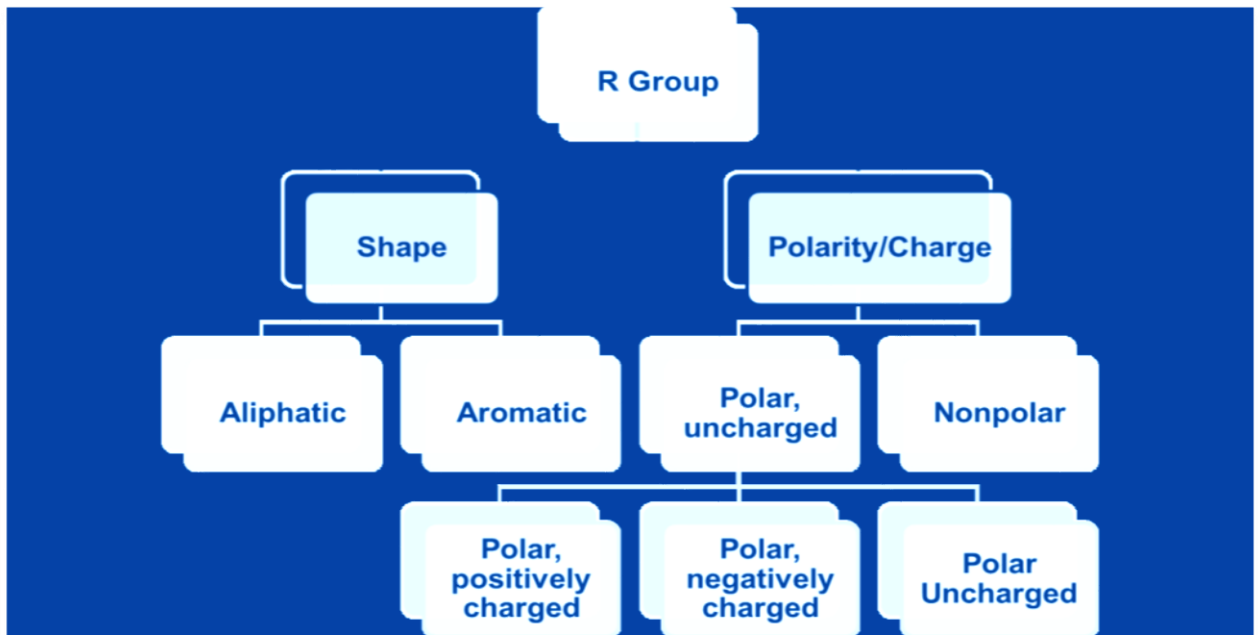 R Group
Shape
Polarity/Charge
Aliphatic
Aromatic
Polar,
uncharged
Nonpolar
Polar,
positively
charged
Polar,
negatively
charged
Polar
Uncharged